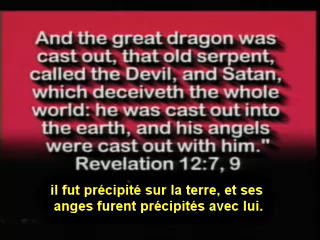 And the great dragon was
cast out, that old serpent,
called the Devil, and Satan,
which deceiveth the whole
world: he was cast out into
the earth, and his angels
were cast out with him."
Revelation 12:7, 9
il fut précipité sur la terre, et ses
anges furent précipités avec lui.